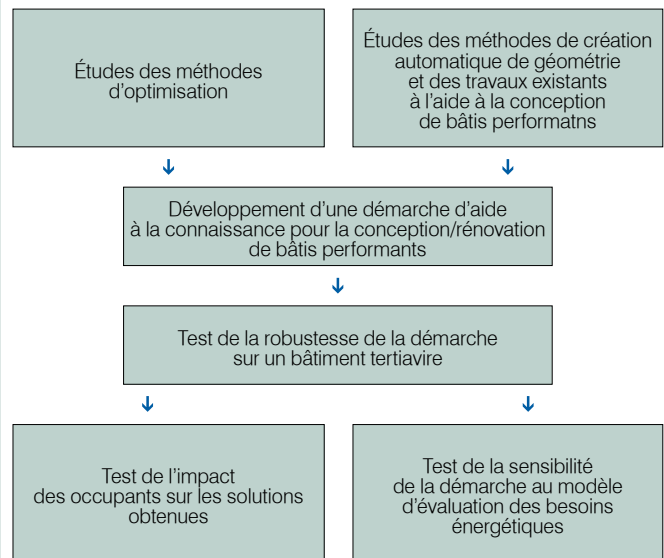 Études des méthodes
d'optimisation
Études des méthodes de création
automatique de géométrie
et des travaux existants
à l'aide à la conception
de bâtis performatns
Développement d'une démarche d'aide
à la connaissance pour la conception/rénovation
de bâtis performants
Test de la robustesse de la démarche
sur un bâtiment tertiavire
Test de l'impact
des occupants sur les solutions
obtenues
Test de la sensibilité
de la démarche au modèle
d'évaluation des besoins
énergétiques